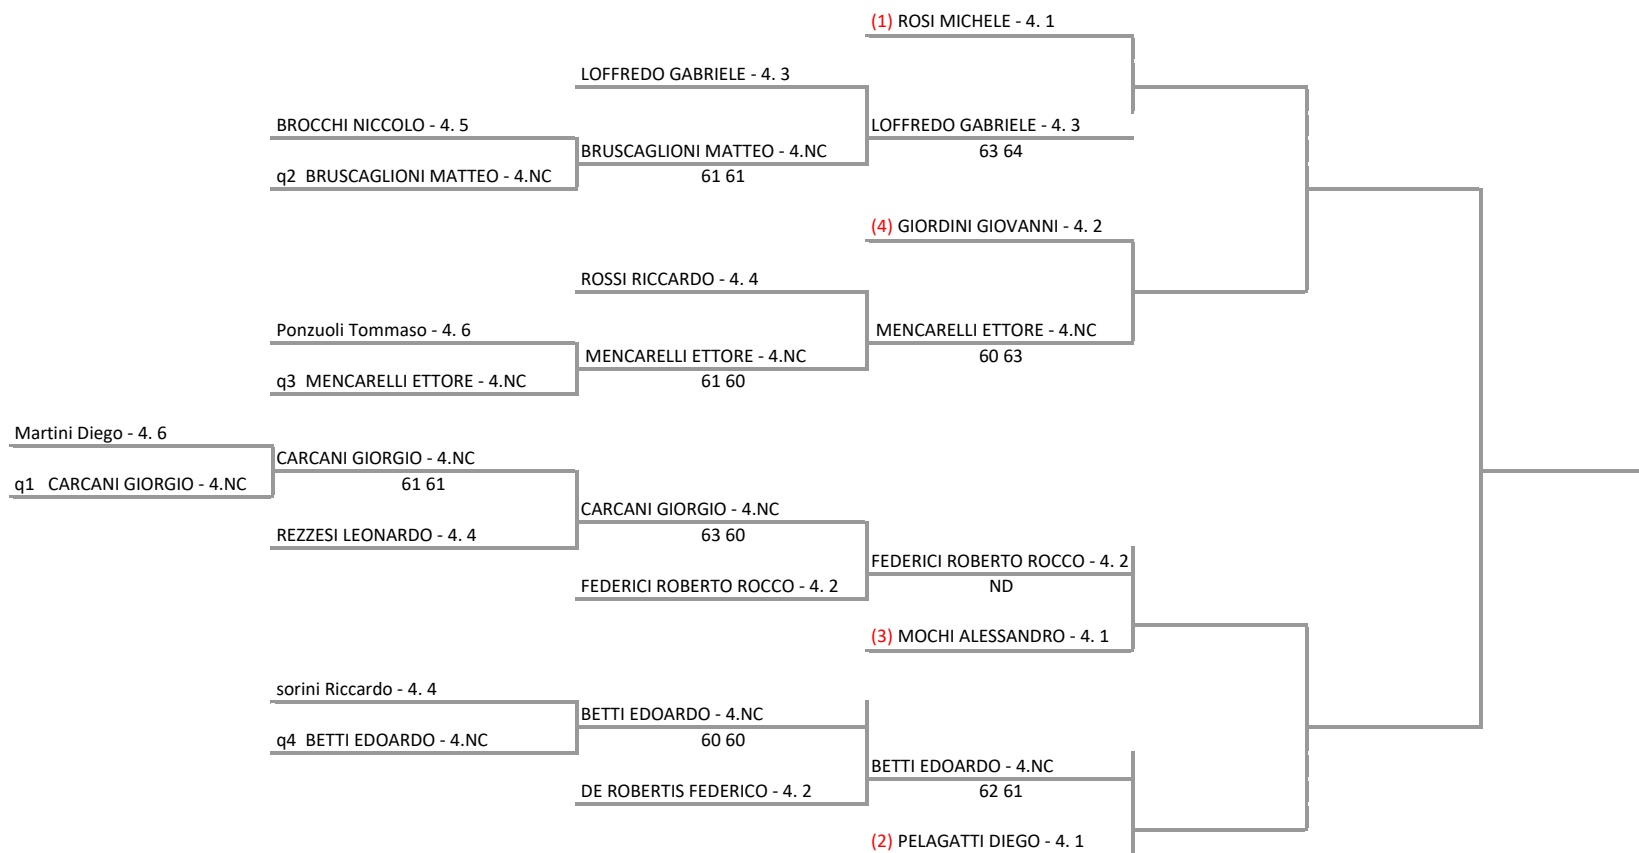 (1) ROSI MICHELE - 4. 1
LOFFREDO GABRIELE - 4. 3
BROCCHI NICCOLO - 4. 5
LOFFREDO GABRIELE - 4. 3
BRUSCAGLIONI MATTEO - 4.NC
63 64
q2 BRUSCAGLIONI MATTEO - 4.NC
61 61
(4) GIORDINI GIOVANNI - 4. 2
ROSSI RICCARDO - 4. 4
Ponzuoli Tommaso - 4. 6
MENCARELLI ETTORE - 4.NC
MENCARELLI ETTORE - 4.NC
60 63
q3 MENCARELLI ETTORE - 4.NC
61 60
Martini Diego - 4. 6
CARCANI GIORGIO - 4.NC
q1 CARCANI GIORGIO - 4.NC
61 61
CARCANI GIORGIO - 4.NC
REZZESI LEONARDO - 4. 4
63 60
FEDERICI ROBERTO ROCCO - 4. 2
FEDERICI ROBERTO ROCCO - 4. 2
ND
(3) MOCHI ALESSANDRO - 4. 1
sorini Riccardo - 4. 4
BETTI EDOARDO - 4.NC
q4 BETTI EDOARDO - 4.NC
60 60
BETTI EDOARDO - 4.NC
DE ROBERTIS FEDERICO - 4. 2
62 61
(2) PELAGATTI DIEGO - 4. 1